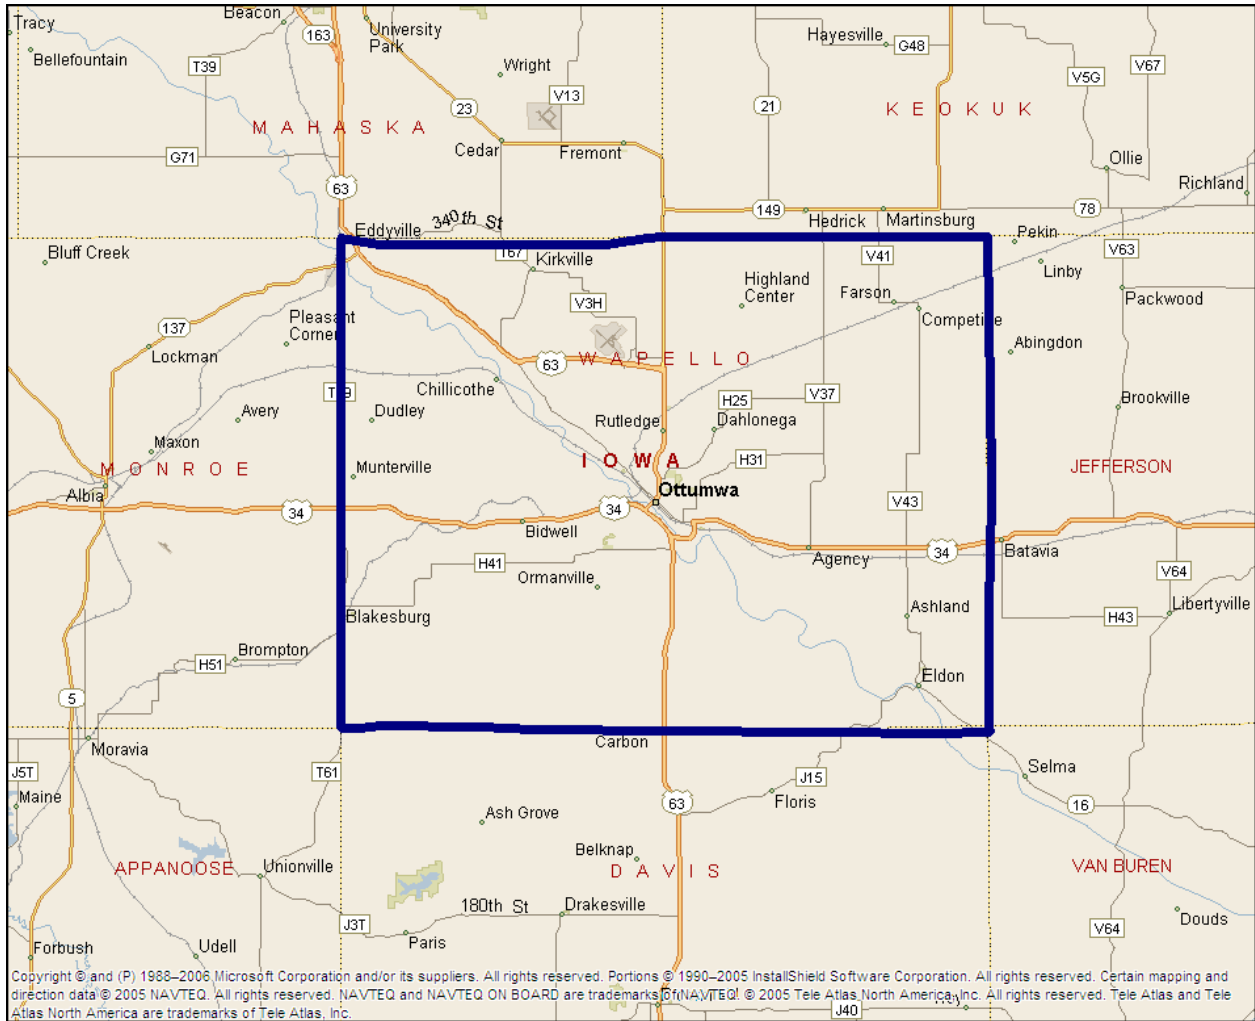 Tracy
Beacon
163
University
Park
Hayesville
G48
Bellefountain
T39
Wright
V13
V5G
V67
23
21
K E O K U K
M A H A S K A
Cedar
Fremont
G71
Ollie
63
Richland
340th St
149
Hedrick
Martinsburg
78
Eddyville
Pekin
Bluff Creek
T67
Kirkville
V41
V63
Linby
Highland
Center
Farson
V3H
Packwood
Pleasant
Corner
137
Competine
Lockman
63
W A P E L L O
Abingdon
Chillicothe
V37
H25
Brookville
Avery
Dudley
Rutledge
Dahlonega
Maxon
M O N R O E
Munterville
I O W A
H31
JEFFERSON
Albia
Ottumwa
34
34
V43
Bidwell
34
Batavia
H41
Agency
Ormanville
V64
Blakesburg
Ashland
H43
Libertyville
H51
Brompton
Eldon
5
Moravia
Carbon
J5T
T61
J15
Selma
Maine
63
Floris
16
Ash Grove
Belknap
APPANOOSE
Unionville
D A V I S
VAN BUREN
180th St
Drakesville
J3T
Paris
Douds
V64
Forbush
Udell
Copyright © and (P) 1988–2006 Microsoft Corporation and/or its suppliers. All rights reserved. Portions © 1990–2005 InstallShield Software Corporation. All rights reserved. Certain mapping and
direction data © 2005 NAVTEQ. All rights reserved. NAVTEQ and NAVTEQ ON BOARD are trademarks of NAVTEQ. © 2005 Tele Atlas North America, Inc. All rights reserved. Tele Atlas and Tele
Atlas North America are trademarks of Tele Atlas, Inc.
J40